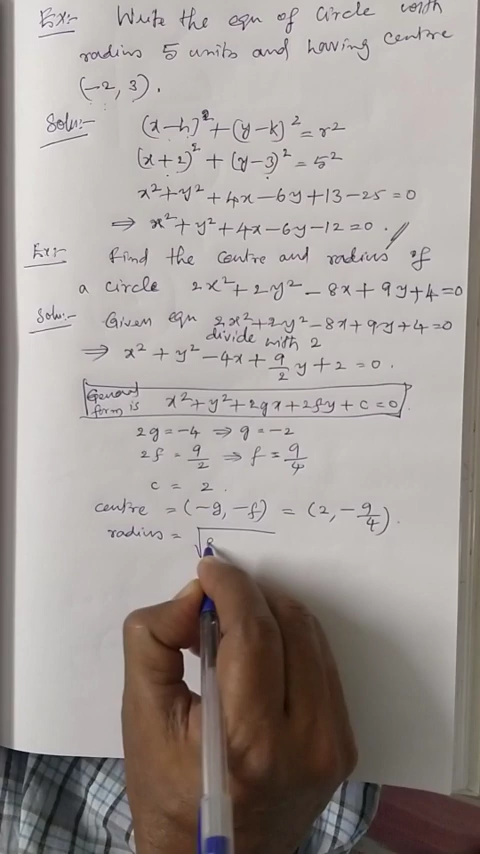 Ex:- Write the eqn of circle with
radius 5 units and having centre
(-2, 3).
Soln:- (x-h)² + (y-k)² = r²
(x+2)² + (y-3)² = 5²
x² + y² + 4x - 6y + 13 - 25 = 0
⇒ x² + y² + 4x - 6y - 12 = 0.
Ex:- Find the centre and radius of
a circle 2x² + 2y² - 8x + 9y + 4 = 0
Soln:- Given eqn 2x² + 2y² - 8x + 9y + 4 = 0
divide with 2
⇒ x² + y² - 4x + 9/2 y + 2 = 0.
General form is x² + y² + 2gx + 2fy + c = 0
2g = -4 ⇒ g = -2
2f = 9/2 ⇒ f = 9/4
c = 2.
centre = (-g, -f) = (2, -9/4).
radius = √